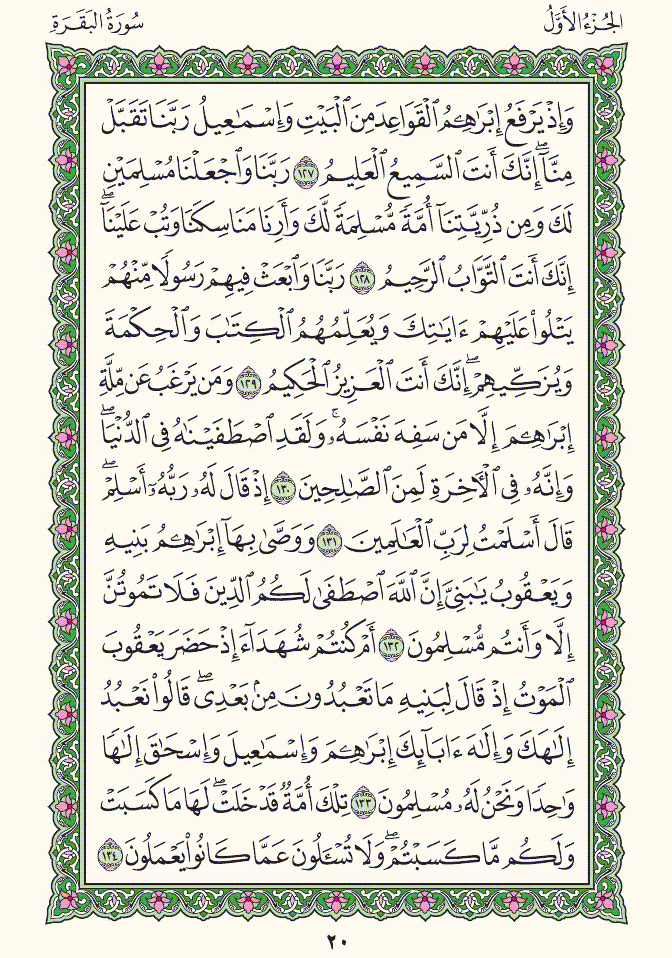 الجُزْءُ الأَوَّلُ سُورَةُ البَقَرَةِ
وَإِذْ يَرْفَعُ إِبْرَٰهِـۧمُ ٱلْقَوَاعِدَ مِنَ ٱلْبَيْتِ وَإِسْمَـٰعِيلُ رَبَّنَا تَقَبَّلْ
مِنَّآ ۖ إِنَّكَ أَنتَ ٱلسَّمِيعُ ٱلْعَلِيمُ ١٢٧ رَبَّنَا وَٱجْعَلْنَا مُسْلِمَيْنِ
لَكَ وَمِن ذُرِّيَّتِنَآ أُمَّةً مُّسْلِمَةً لَّكَ وَأَرِنَا مَنَاسِكَنَا وَتُبْ عَلَيْنَآ ۖ
إِنَّكَ أَنتَ ٱلتَّوَّابُ ٱلرَّحِيمُ ١٢٨ رَبَّنَا وَٱبْعَثْ فِيهِمْ رَسُولًا مِّنْهُمْ
يَتْلُوا۟ عَلَيْهِمْ ءَايَـٰتِكَ وَيُعَلِّمُهُمُ ٱلْكِتَـٰبَ وَٱلْحِكْمَةَ
وَيُزَكِّيهِمْ ۖ إِنَّكَ أَنتَ ٱلْعَزِيزُ ٱلْحَكِيمُ ١٢٩ وَمَن يَرْغَبُ عَن مِّلَّةِ
إِبْرَٰهِـۧمَ إِلَّا مَن سَفِهَ نَفْسَهُۥ ۚ وَلَقَدِ ٱصْطَفَيْنَـٰهُ فِى ٱلدُّنْيَا ۖ
وَإِنَّهُۥ فِى ٱلْـَٔاخِرَةِ لَمِنَ ٱلصَّـٰلِحِينَ ١٣٠ إِذْ قَالَ لَهُۥ رَبُّهُۥٓ أَسْلِمْ ۖ
قَالَ أَسْلَمْتُ لِرَبِّ ٱلْعَـٰلَمِينَ ١٣١ وَوَصَّىٰ بِهَآ إِبْرَٰهِـۧمُ بَنِيهِ
وَيَعْقُوبُ يَـٰبَنِىَّ إِنَّ ٱللَّهَ ٱصْطَفَىٰ لَكُمُ ٱلدِّينَ فَلَا تَمُوتُنَّ
إِلَّا وَأَنتُم مُّسْلِمُونَ ١٣٢ أَمْ كُنتُمْ شُهَدَآءَ إِذْ حَضَرَ يَعْقُوبَ
ٱلْمَوْتُ إِذْ قَالَ لِبَنِيهِ مَا تَعْبُدُونَ مِنۢ بَعْدِى ۖ قَالُوا۟ نَعْبُدُ
إِلَـٰهَكَ وَإِلَـٰهَ ءَابَآئِكَ إِبْرَٰهِـۧمَ وَإِسْمَـٰعِيلَ وَإِسْحَـٰقَ إِلَـٰهًا
وَٰحِدًا وَنَحْنُ لَهُۥ مُسْلِمُونَ ١٣٣ تِلْكَ أُمَّةٌ قَدْ خَلَتْ ۖ لَهَا مَا كَسَبَتْ
وَلَكُم مَّا كَسَبْتُمْ ۖ وَلَا تُسْـَٔلُونَ عَمَّا كَانُوا۟ يَعْمَلُونَ ١٣٤
٢٠